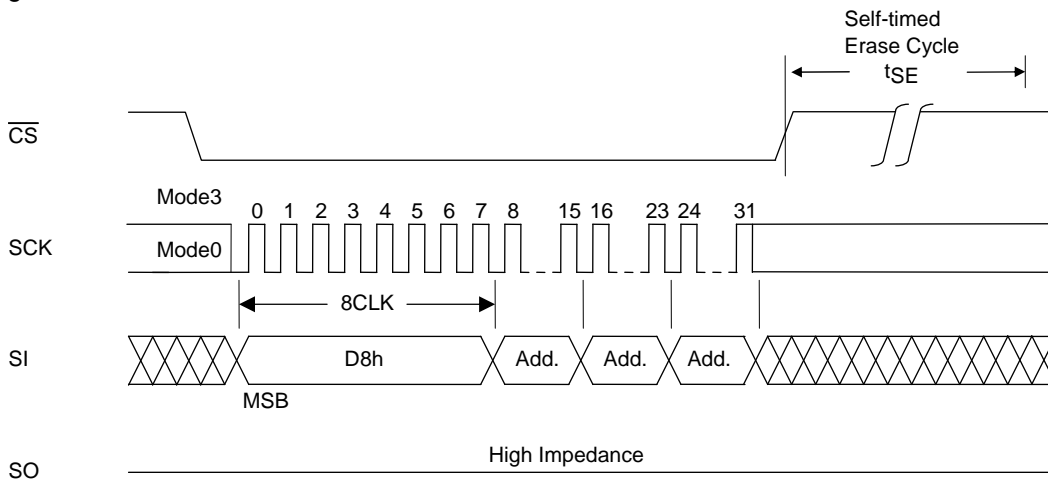 g
Self-timed
Erase Cycle
tSE
CS
Mode3
0 1 2 3 4 5 6 7 8 15 16 23 24 31
SCK
Mode0
8CLK
SI
D8h
Add.
Add.
Add.
MSB
High Impedance
SO